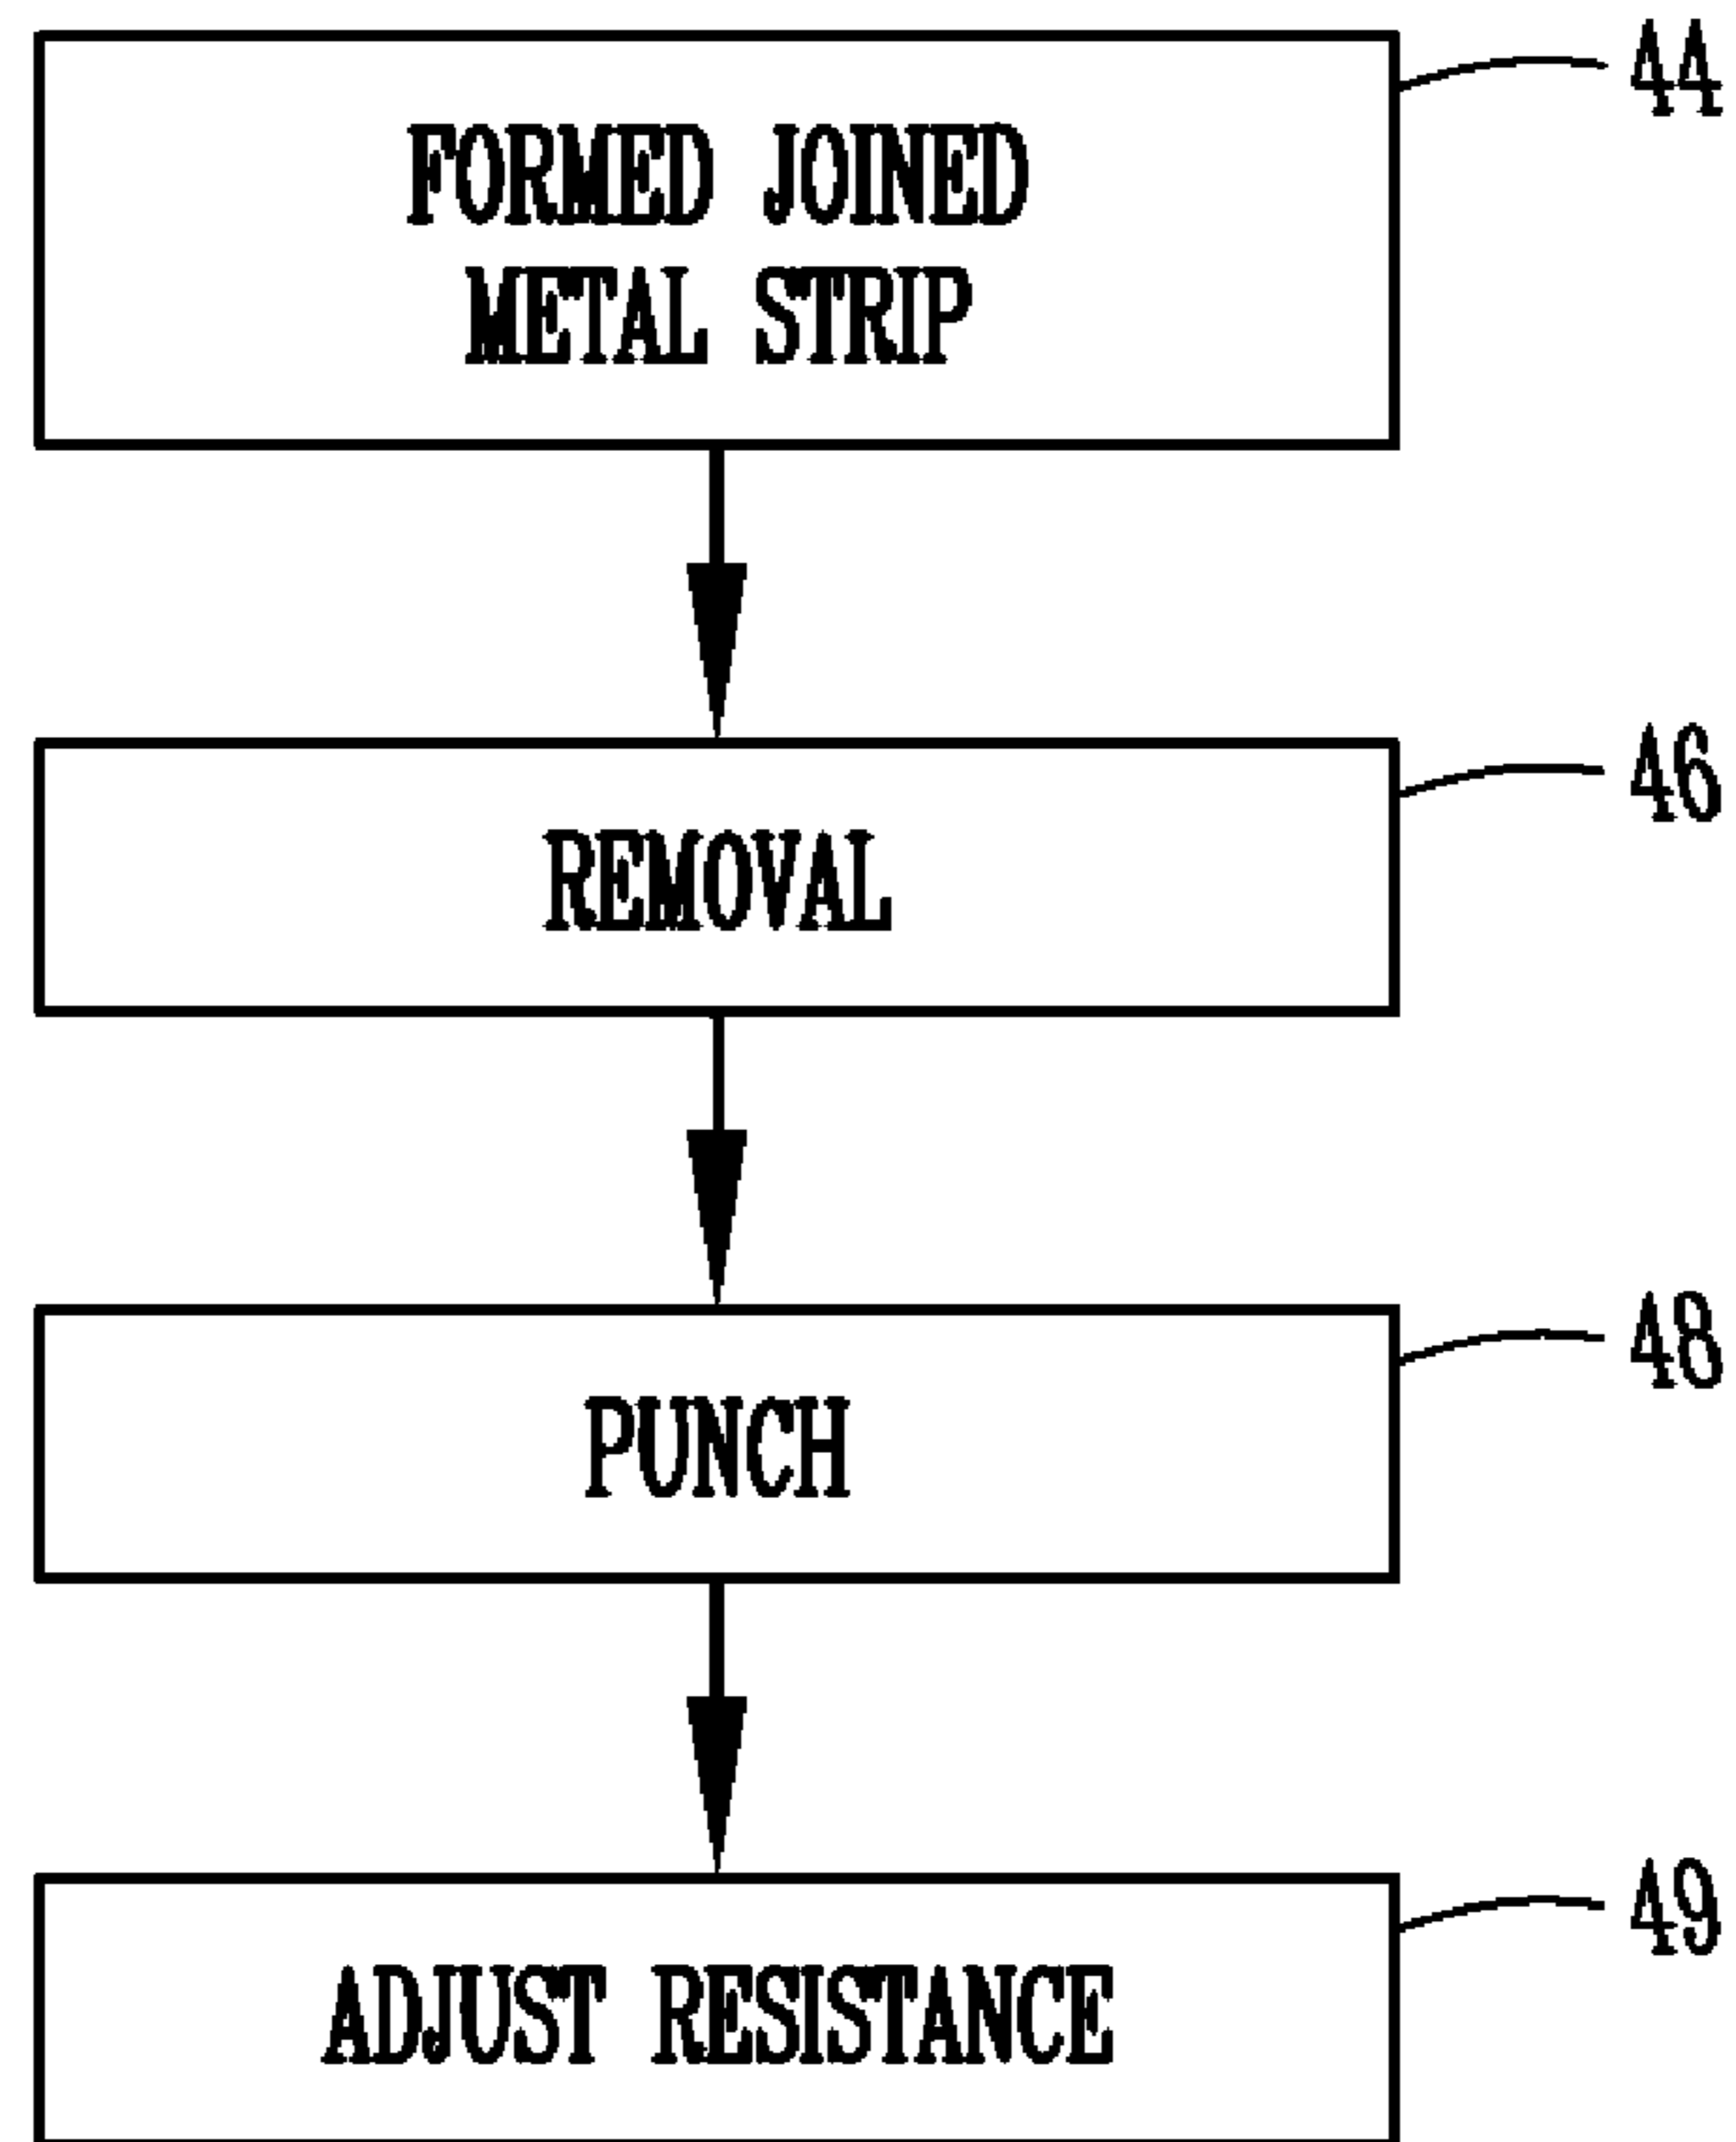 44
FORMED JOINED
METAL STRIP
46
REMOVAL
48
PUNCH
49
ADJUST RESISTANCE